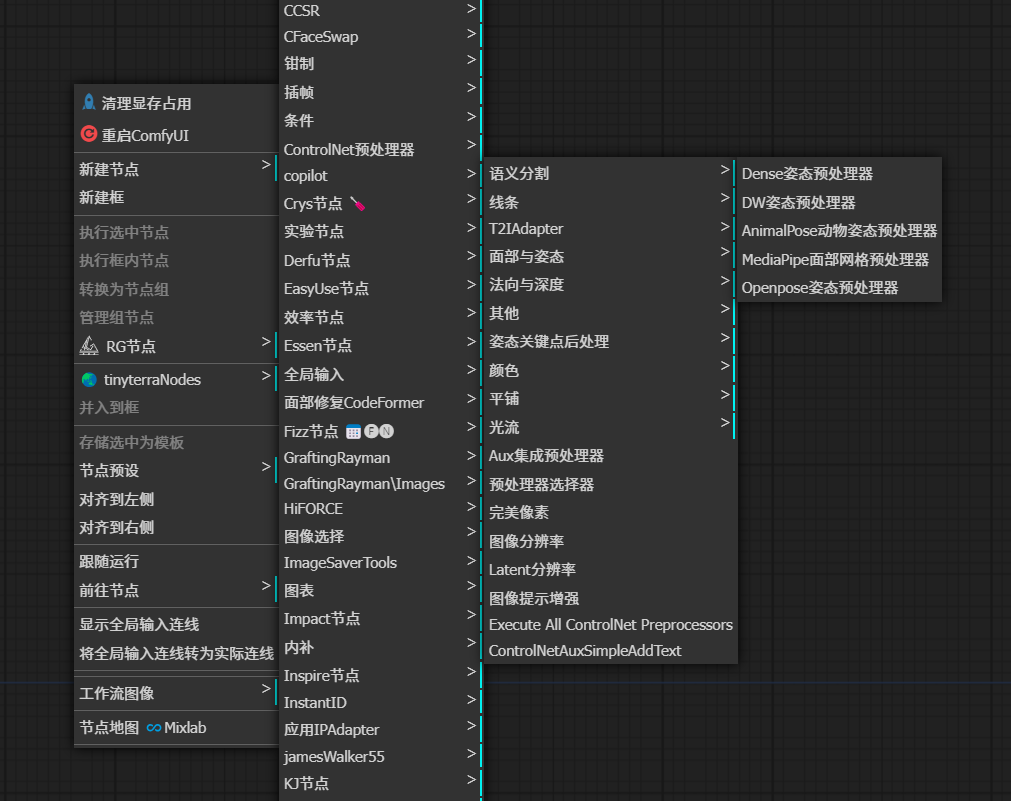 清理显存占用
重启ComfyUI
新建节点 >
新建框
执行选中节点
执行框内节点
转换为节点组
管理组节点
RG节点 >
tinyterraNodes >
并入到框
存储选中为模板
节点预设 >
对齐到左侧
对齐到右侧
跟随运行
前往节点 >
显示全局输入连线
将全局输入连线转为实际连线
工作流图像 >
节点地图 Mixlab
CCSR >
CFaceSwap >
钳制 >
插帧 >
条件 >
ControlNet预处理器 >
copilot >
Crys节点 >
实验节点 >
Derfu节点 >
EasyUse节点 >
效率节点 >
Essen节点 >
全局输入 >
面部修复CodeFormer >
Fizz节点 F N >
GraftingRayman >
GraftingRayman\Images >
HiFORCE >
图像选择 >
ImageSaverTools >
图表 >
Impact节点 >
内补 >
Inspire节点 >
InstantID >
应用IPAdapter >
jamesWalker55 >
KJ节点 >
语义分割 >
线条 >
T2IAdapter >
面部与姿态 >
法向与深度 >
其他 >
姿态关键点后处理 >
颜色 >
平铺 >
光流 >
Aux集成预处理器
预处理器选择器
完美像素
图像分辨率
Latent分辨率
图像提示增强
Execute All ControlNet Preprocessors
ControlNetAuxSimpleAddText
Dense姿态预处理器
DW姿态预处理器
AnimalPose动物姿态预处理器
MediaPipe面部网格预处理器
Openpose姿态预处理器